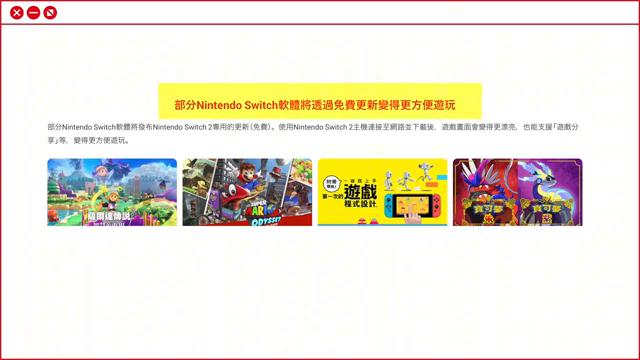 部分Nintendo Switch軟體將透過免費更新變得更方便遊玩
部分Nintendo Switch軟體將發布Nintendo Switch 2專用的更新(免費)。使用Nintendo Switch 2主機連接至網路並下載後，遊戲畫面會變得更漂亮，也能支援「遊戲分
享」等，變得更方便遊玩。
薩爾達傳說
SUPER
MARIO
ODYSSEY
附導航！
一做就上手
第一次的
遊戲
程式設計
寶可夢
朱
寶可夢
紫